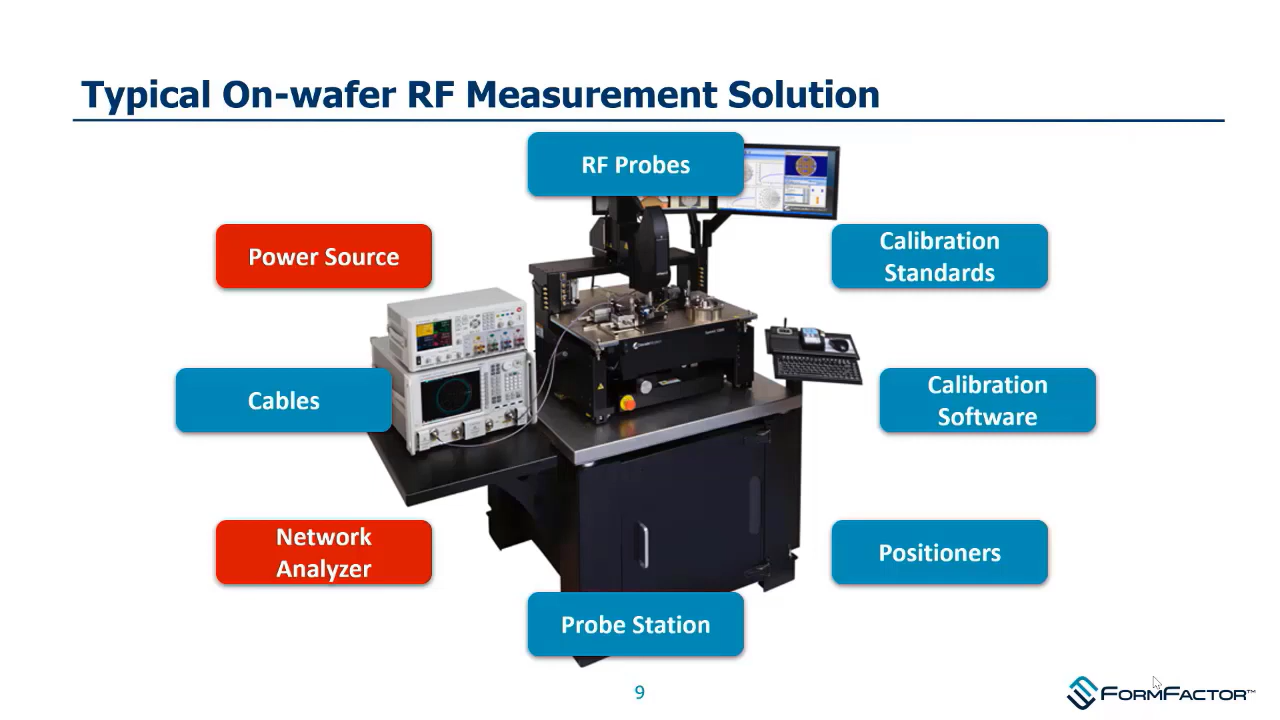 Typical On-wafer RF Measurement Solution
RF Probes
Power Source
Calibration
Standards
Cables
Calibration
Software
Network
Analyzer
Positioners
Probe Station
9
FORMFACTOR™